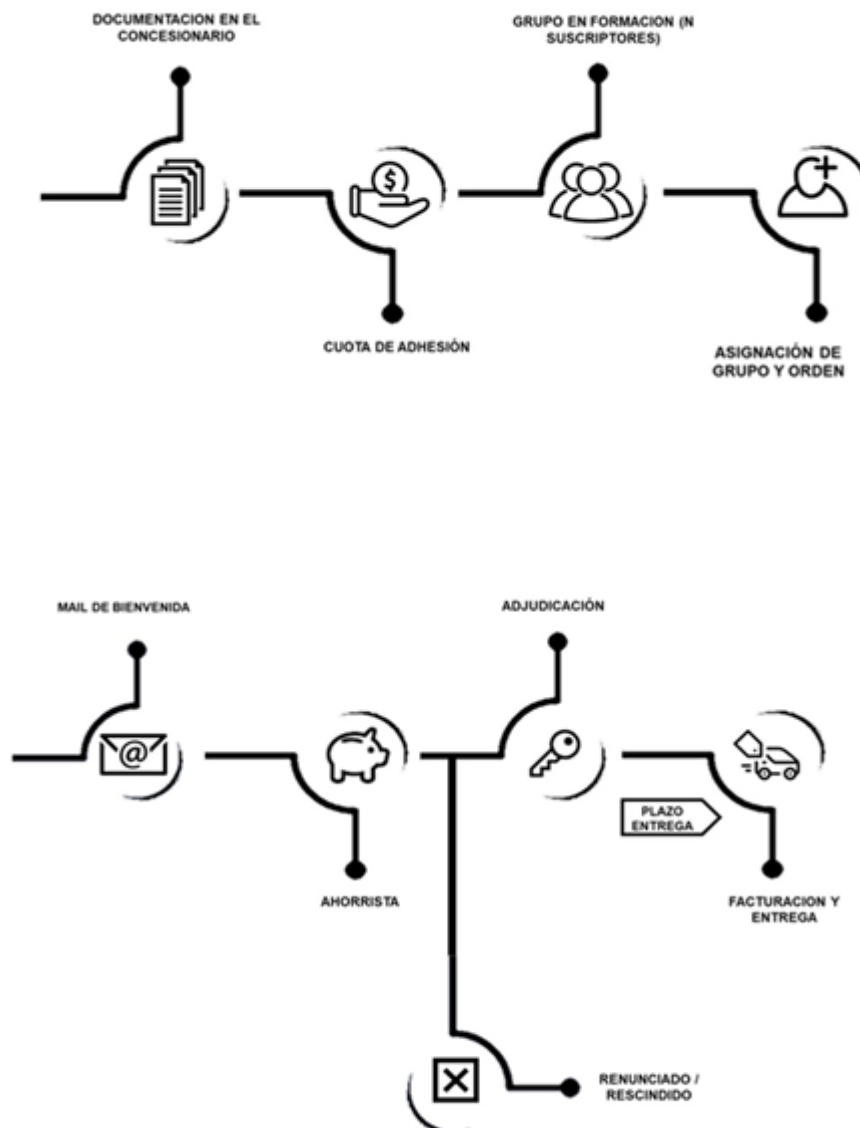 DOCUMENTACION EN EL
CONCESIONARIO
GRUPO EN FORMACION (N
SUSCRIPTORES)
$
CUOTA DE ADHESIÓN
ASIGNACIÓN DE
GRUPO Y ORDEN
MAIL DE BIENVENIDA
ADJUDICACIÓN
@
PLAZO
ENTREGA
AHORRISTA
FACTURACION Y
ENTREGA
RENUNCIADO /
RESCINDIDO